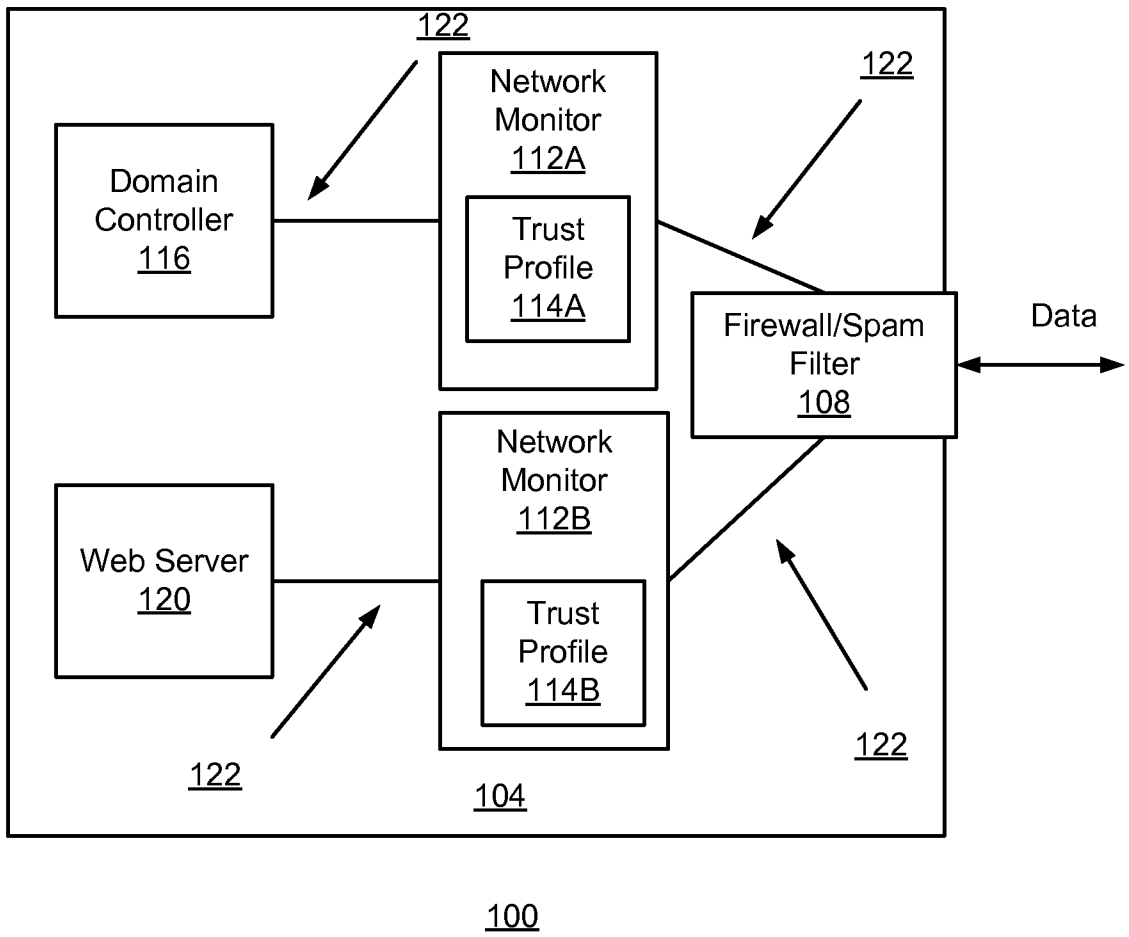 122
Network
Monitor
112A
122
Domain
Controller
116
Trust
Profile
114A
Firewall/Spam
Filter
108
Data
Network
Monitor
112B
Web Server
120
Trust
Profile
114B
122
122
104
100